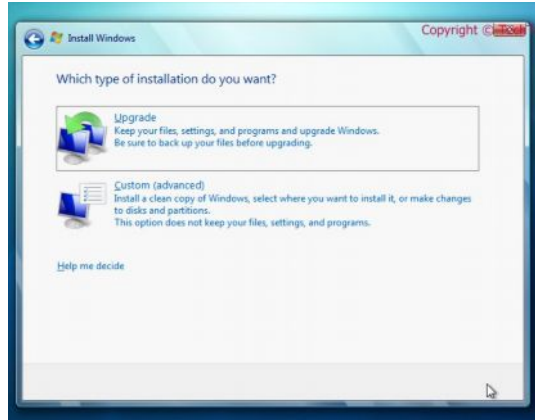 Copyright © Tech
Install Windows
Which type of installation do you want?
Upgrade
Keep your files, settings, and programs and upgrade Windows.
Be sure to back up your files before upgrading.
Custom (advanced)
Install a clean copy of Windows, select where you want to install it, or make changes
to disks and partitions.
This option does not keep your files, settings, and programs.
Help me decide